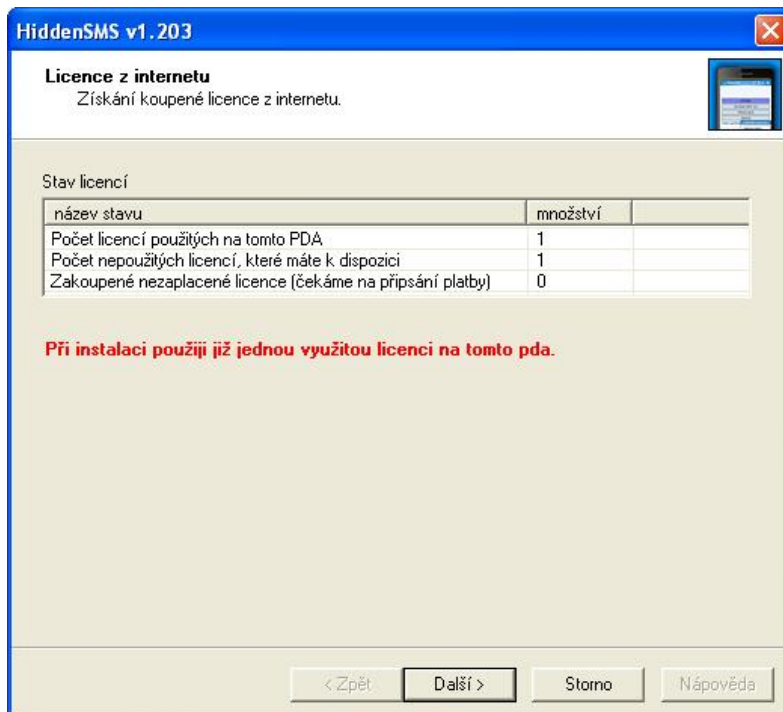 HiddenSMS v1.203
Licence z internetu
Získání koupené licence z internetu.
Stav licencí
název stavu množství
Počet licencí použitých na tomto PDA 1
Počet nepoužitých licencí, které máte k dispozici 1
Zakoupené nezaplacené licence (čekáme na připsání platby) 0
Při instalaci použiji již jednou využitou licenci na tomto pda.
< Zpět Další > Storno Nápověda